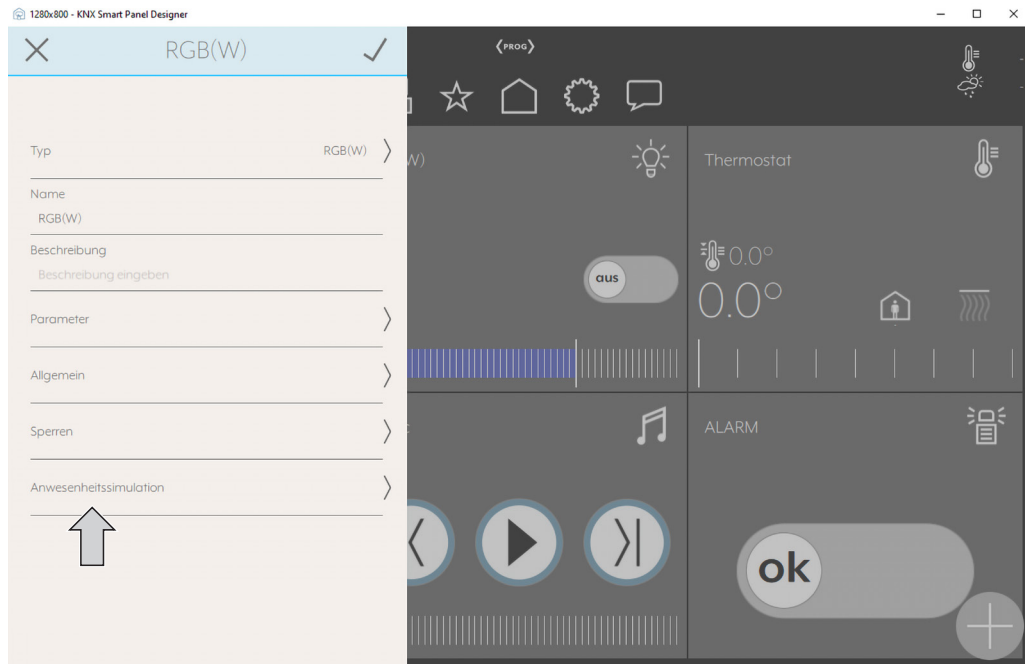 1280x800 - KNX Smart Panel Designer
RGB(W)
PROG
Typ
RGB(W)
W)
Thermostat
Name
RGB(W)
Beschreibung
Beschreibung eingeben
aus
0.0°
0.0°
Parameter
Allgemein
Sperren
ALARM
Anwesenheitssimulation
ok